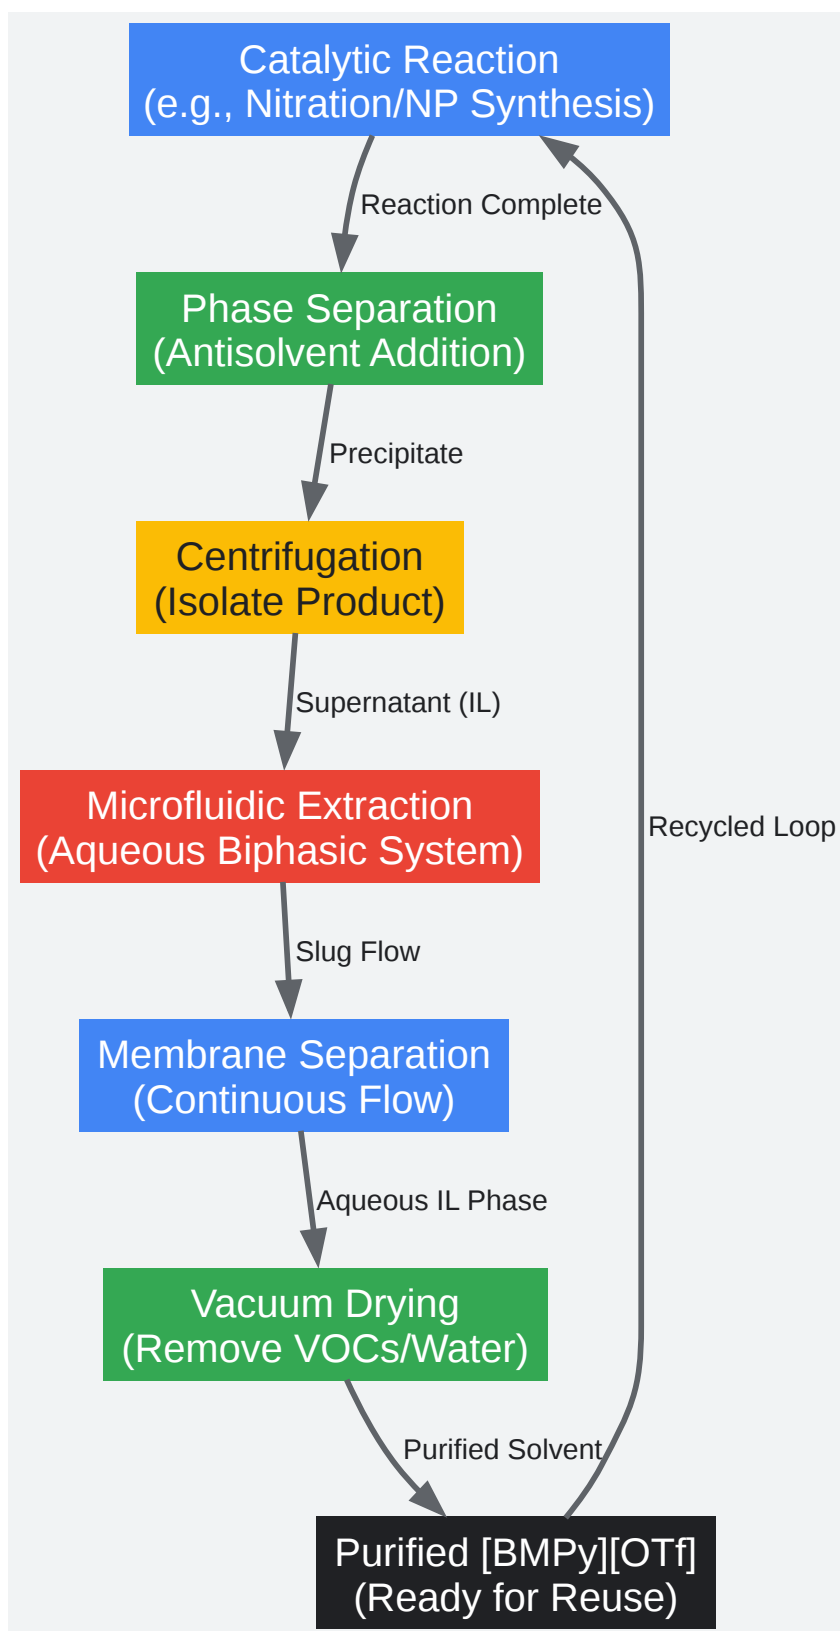 Catalytic Reaction
(e.g., Nitration/NP Synthesis)
Reaction Complete
Phase Separation
(Antisolvent Addition)
Precipitate
Centrifugation
(Isolate Product)
Supernatant (IL)
Microfluidic Extraction
(Aqueous Biphasic System)
Recycled Loop
Slug Flow
Membrane Separation
(Continuous Flow)
Aqueous IL Phase
Vacuum Drying
(Remove VOCs/Water)
Purified Solvent
Purified [BMPy][OTf]
(Ready for Reuse)